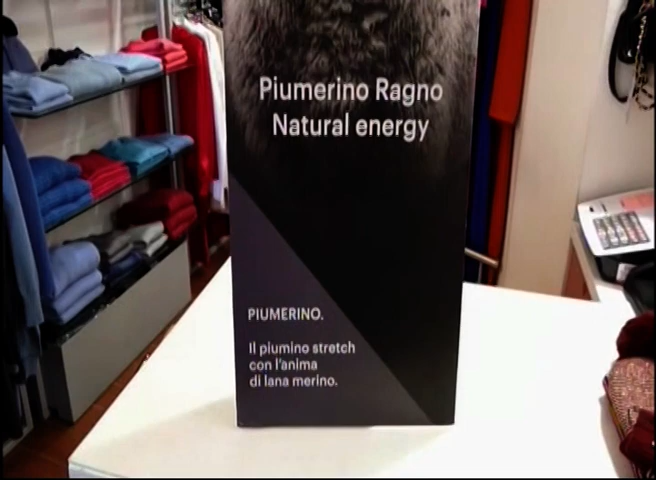 Piumerino Ragno
Natural energy
PIUMERINO.
Il piumino stretch
con l'anima
di lana merino.